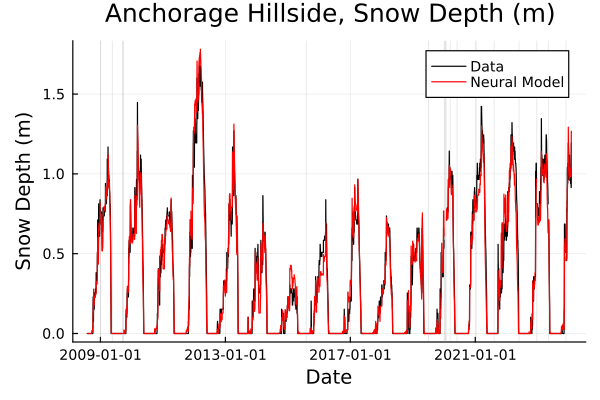 Anchorage Hillside, Snow Depth (m)
Data
Neural Model
Snow Depth (m)
1.5
1.0
0.5
0.0
2009-01-01
2013-01-01
2017-01-01
2021-01-01
Date